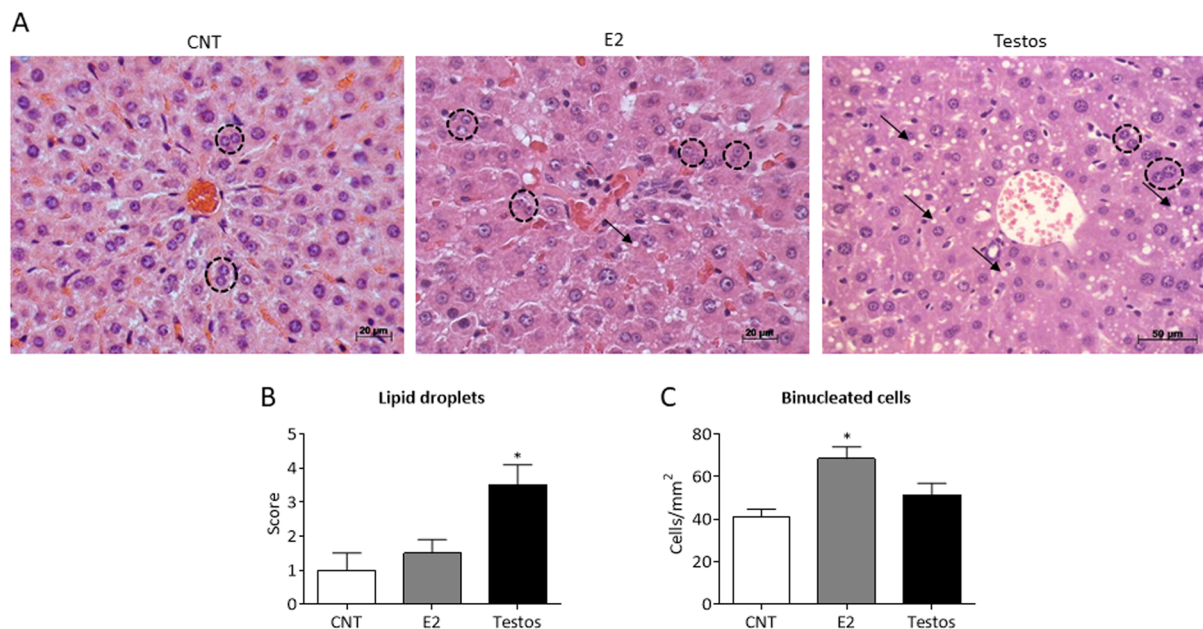 A
CNT
E2
Testos
20 µm
20 µm
50 µm
B
Lipid droplets
5
4
3
2
1
0
Score
*
CNT
E2
Testos
C
Binucleated cells
80
60
40
20
0
Cells/mm²
*
CNT
E2
Testos